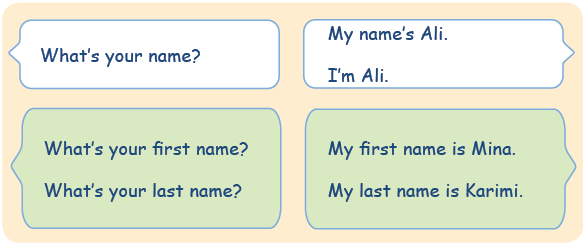 What's your name?
My name's Ali.
I'm Ali.
What's your first name?
What's your last name?
My first name is Mina.
My last name is Karimi.